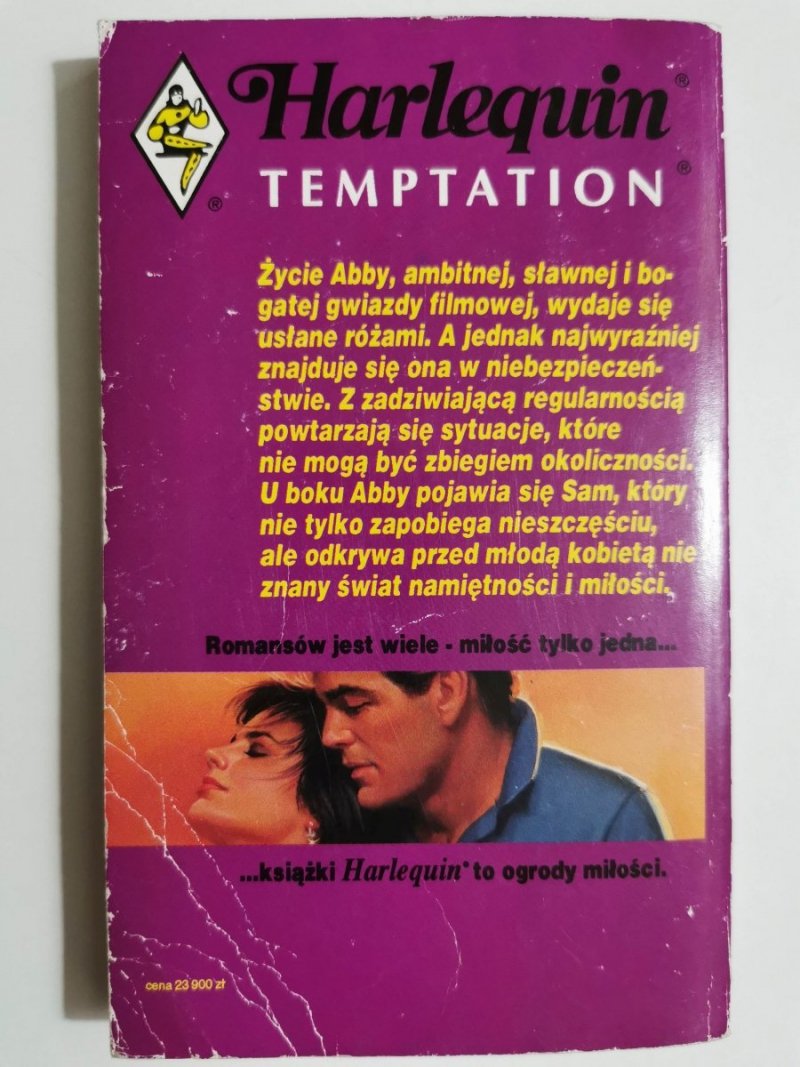 Harlequin®
TEMPTATION®
®
Życie Abby, ambitnej, sławnej i bo-
gatej gwiazdy filmowej, wydaje się
usłane różami. A jednak najwyraźniej
znajduje się ona w niebezpieczeń-
stwie. Z zadziwiającą regularnością
powtarzają się sytuacje, które
nie mogą być zbiegiem okoliczności.
U boku Abby pojawia się Sam, który
nie tylko zapobiega nieszczęściu,
ale odkrywa przed młodą kobietą nie
znany świat namiętności i miłości.
Romansów jest wiele - miłość tylko jedna...
...książki Harlequin® to ogrody miłości.
cena 23 900 zł